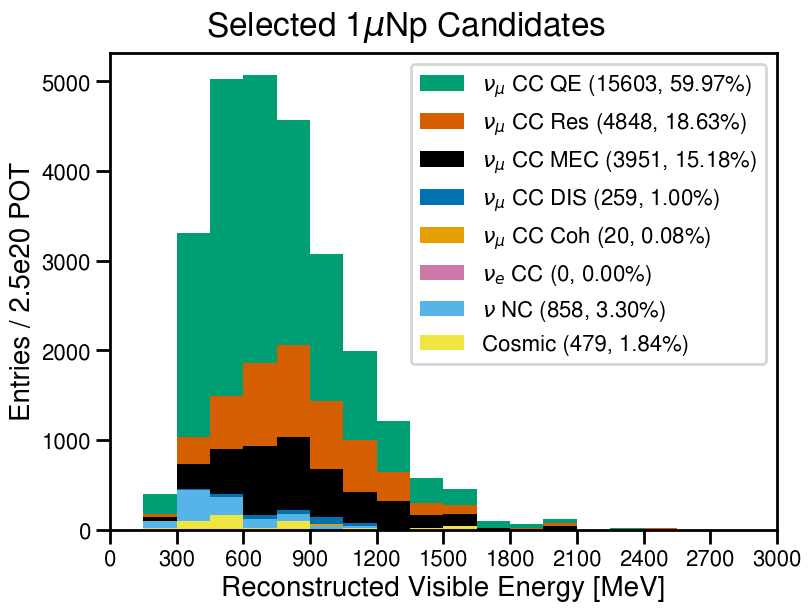 Selected 1μNp Candidates
Entries / 2.5e20 POT
5000
4000
3000
2000
1000
0
νμ CC QE (15603, 59.97%)
νμ CC Res (4848, 18.63%)
νμ CC MEC (3951, 15.18%)
νμ CC DIS (259, 1.00%)
νμ CC Coh (20, 0.08%)
νe CC (0, 0.00%)
ν NC (858, 3.30%)
Cosmic (479, 1.84%)
0 300 600 900 1200 1500 1800 2100 2400 2700 3000
Reconstructed Visible Energy [MeV]